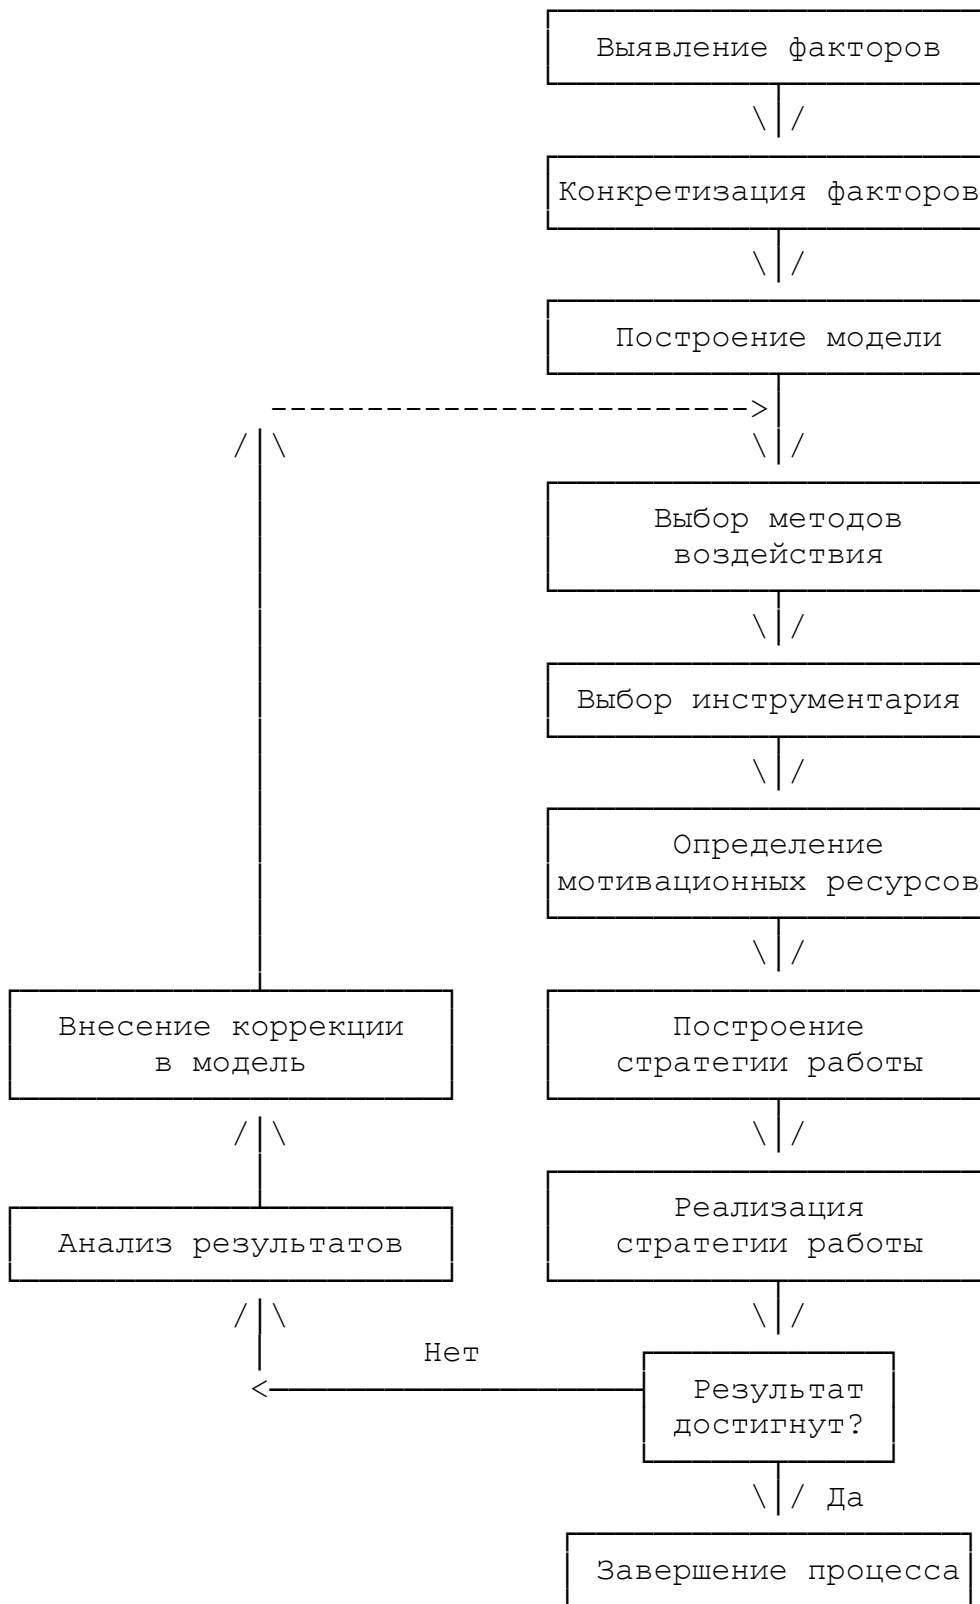 Выявление факторов
Конкретизация факторов
Построение модели
Выбор методов
воздействия
Выбор инструментария
Определение
мотивационных ресурсов
Внесение коррекции
в модель
Построение
стратегии работы
Анализ результатов
Реализация
стратегии работы
Нет
Результат
достигнут?
Да
Завершение процесса